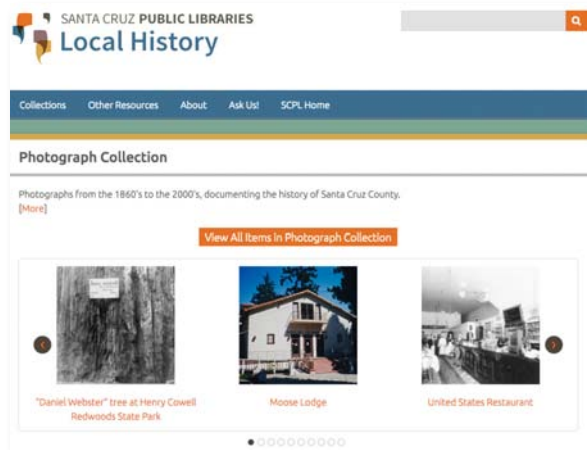 SANTA CRUZ PUBLIC LIBRARIES
Local History
Collections Other Resources About Ask Us! SCPL Home
Photograph Collection
Photographs from the 1860's to the 2000's, documenting the history of Santa Cruz County.
[More]
View All Items in Photograph Collection
"Daniel Webster" tree at Henry Cowell
Redwoods State Park
Moose Lodge
United States Restaurant